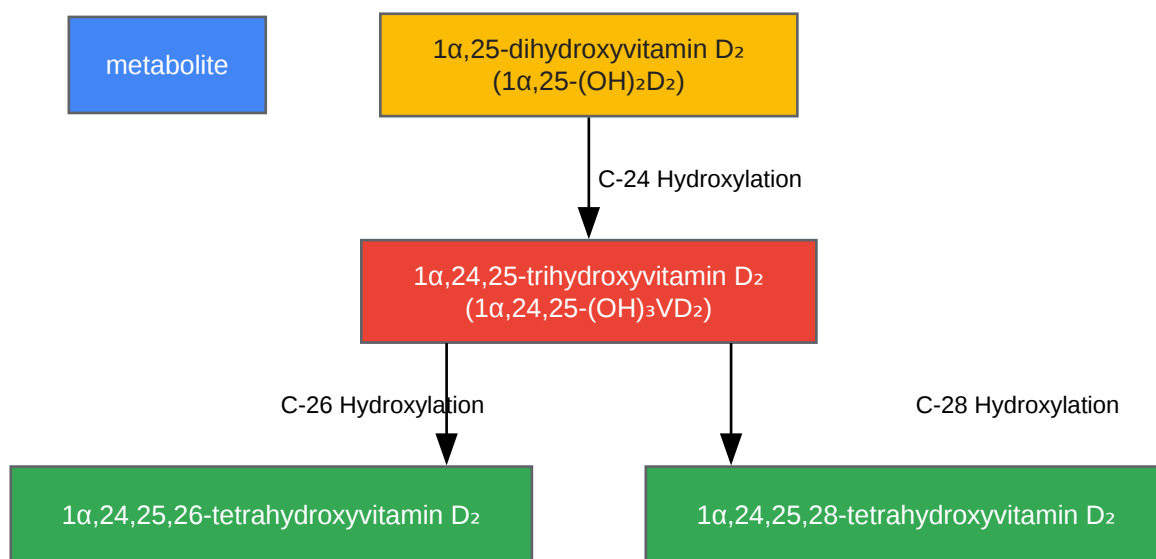 metabolite
1α,25-dihydroxyvitamin D₂
(1α,25-(OH)₂D₂)
C-24 Hydroxylation
1α,24,25-trihydroxyvitamin D₂
(1α,24,25-(OH)₃VD₂)
C-26 Hydroxylation
C-28 Hydroxylation
1α,24,25,26-tetrahydroxyvitamin D₂
1α,24,25,28-tetrahydroxyvitamin D₂